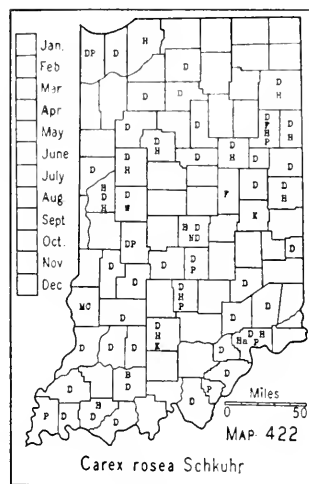 Jan.
Feb
Mar
Apr
May
June
July
Aug
Sept
Oct.
Nov
Dec
DP D H
D
D H
D D D
D D F H P D H
D H D H D D
D H D
D H D H D W F D D H
H D ND K
DP D D P D
D D
MC D D H P D D
D D D D H K D Ha D P H
D B D D
P D D H D D D P
Miles
0 50
MAP 422
Carex rosea Schkuhr